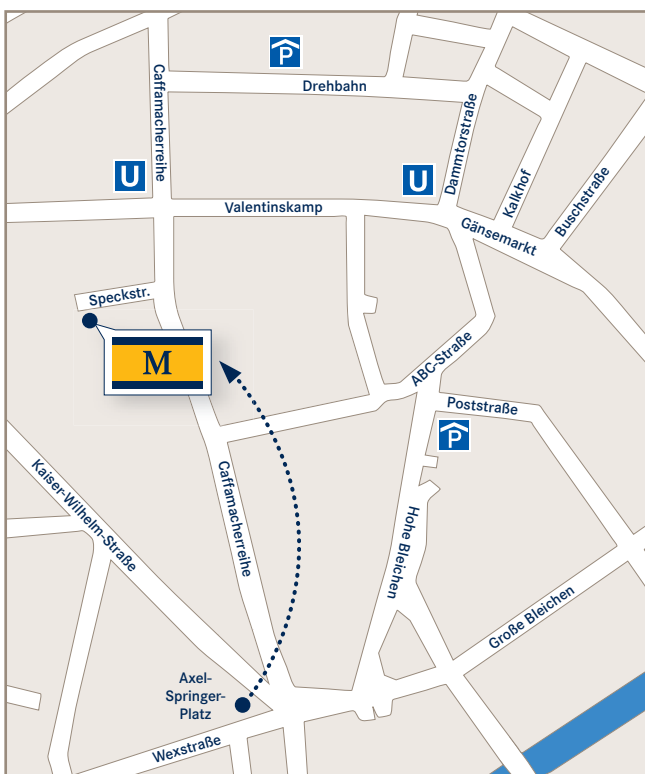 P
Drehbahn
Caffamacherreihe
Dammtorstraße
Kalkhof
Buschstraße
U
U
Valentinskamp
Gänsemarkt
Speckstr.
M
ABC-Straße
Poststraße
P
Kaiser-Wilhelm-Straße
Caffamacherreihe
Hohe Bleichen
Große Bleichen
Axel-
Springer-
Platz
Wexstraße